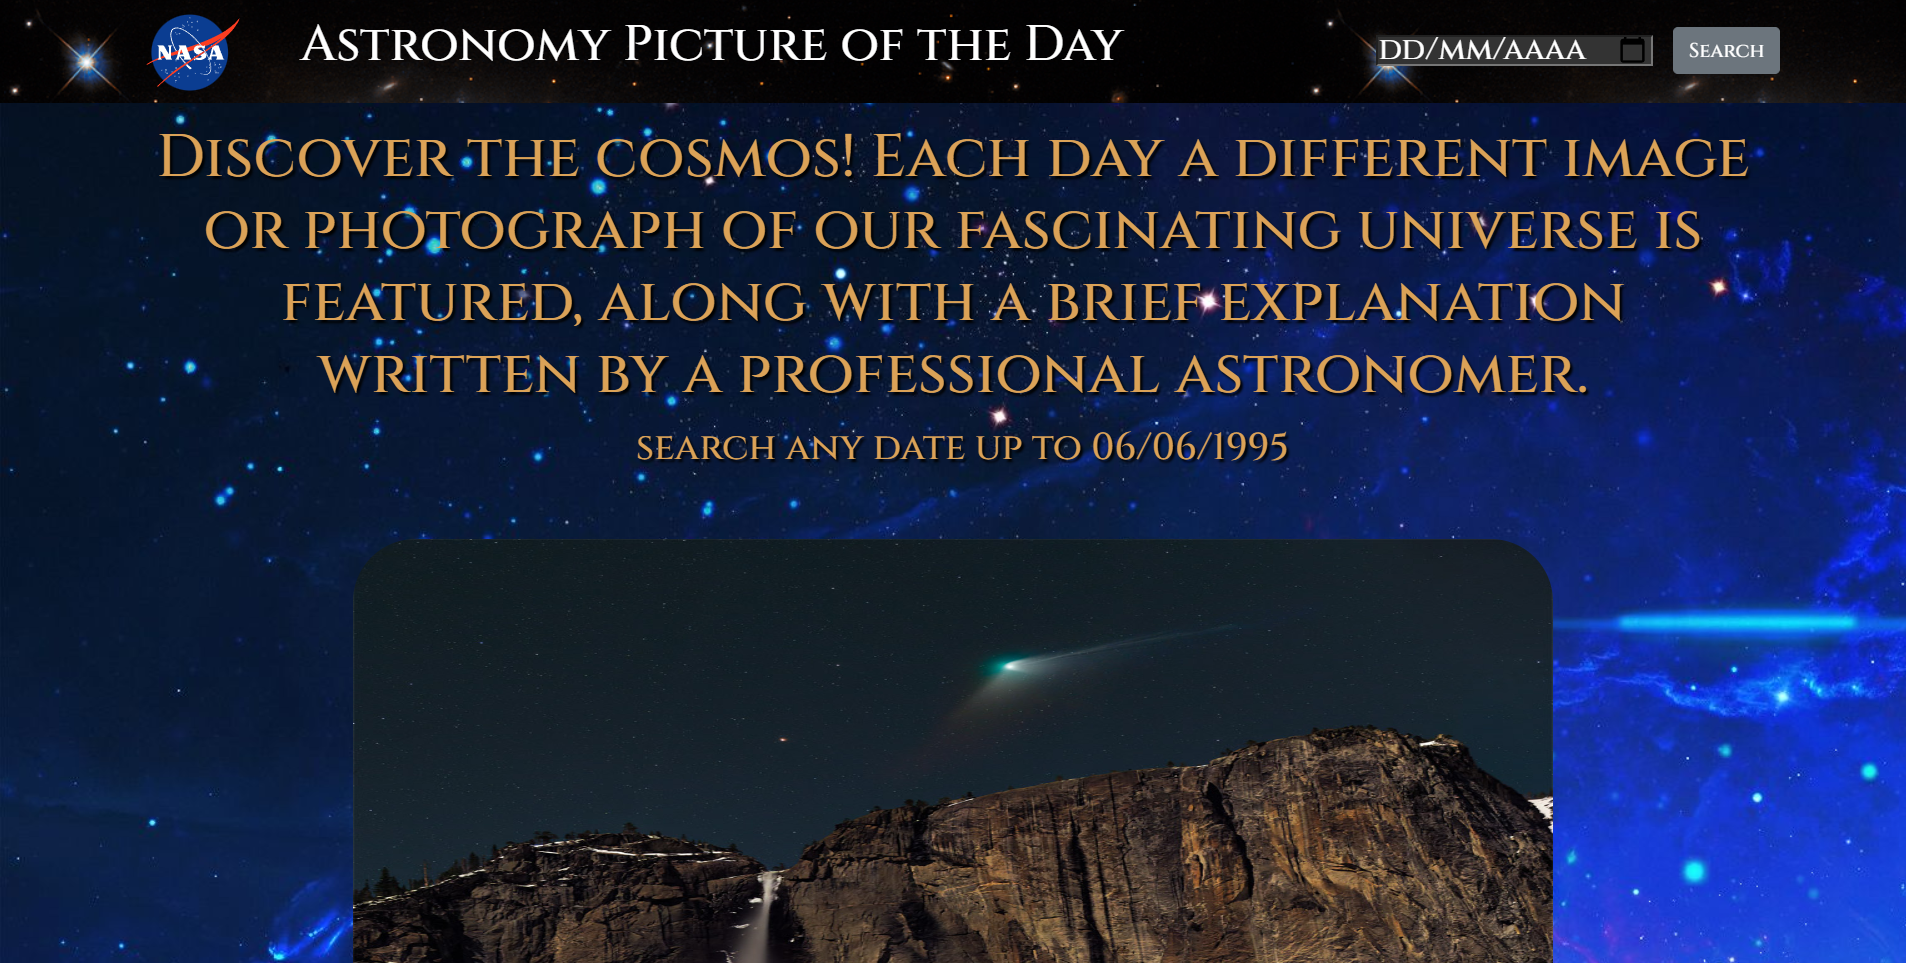 NASA
Astronomy Picture of the Day
DD/MM/AAAA
Search
Discover the cosmos! Each day a different image
or photograph of our fascinating universe is
featured, along with a brief explanation
written by a professional astronomer.
search any date up to 06/06/1995